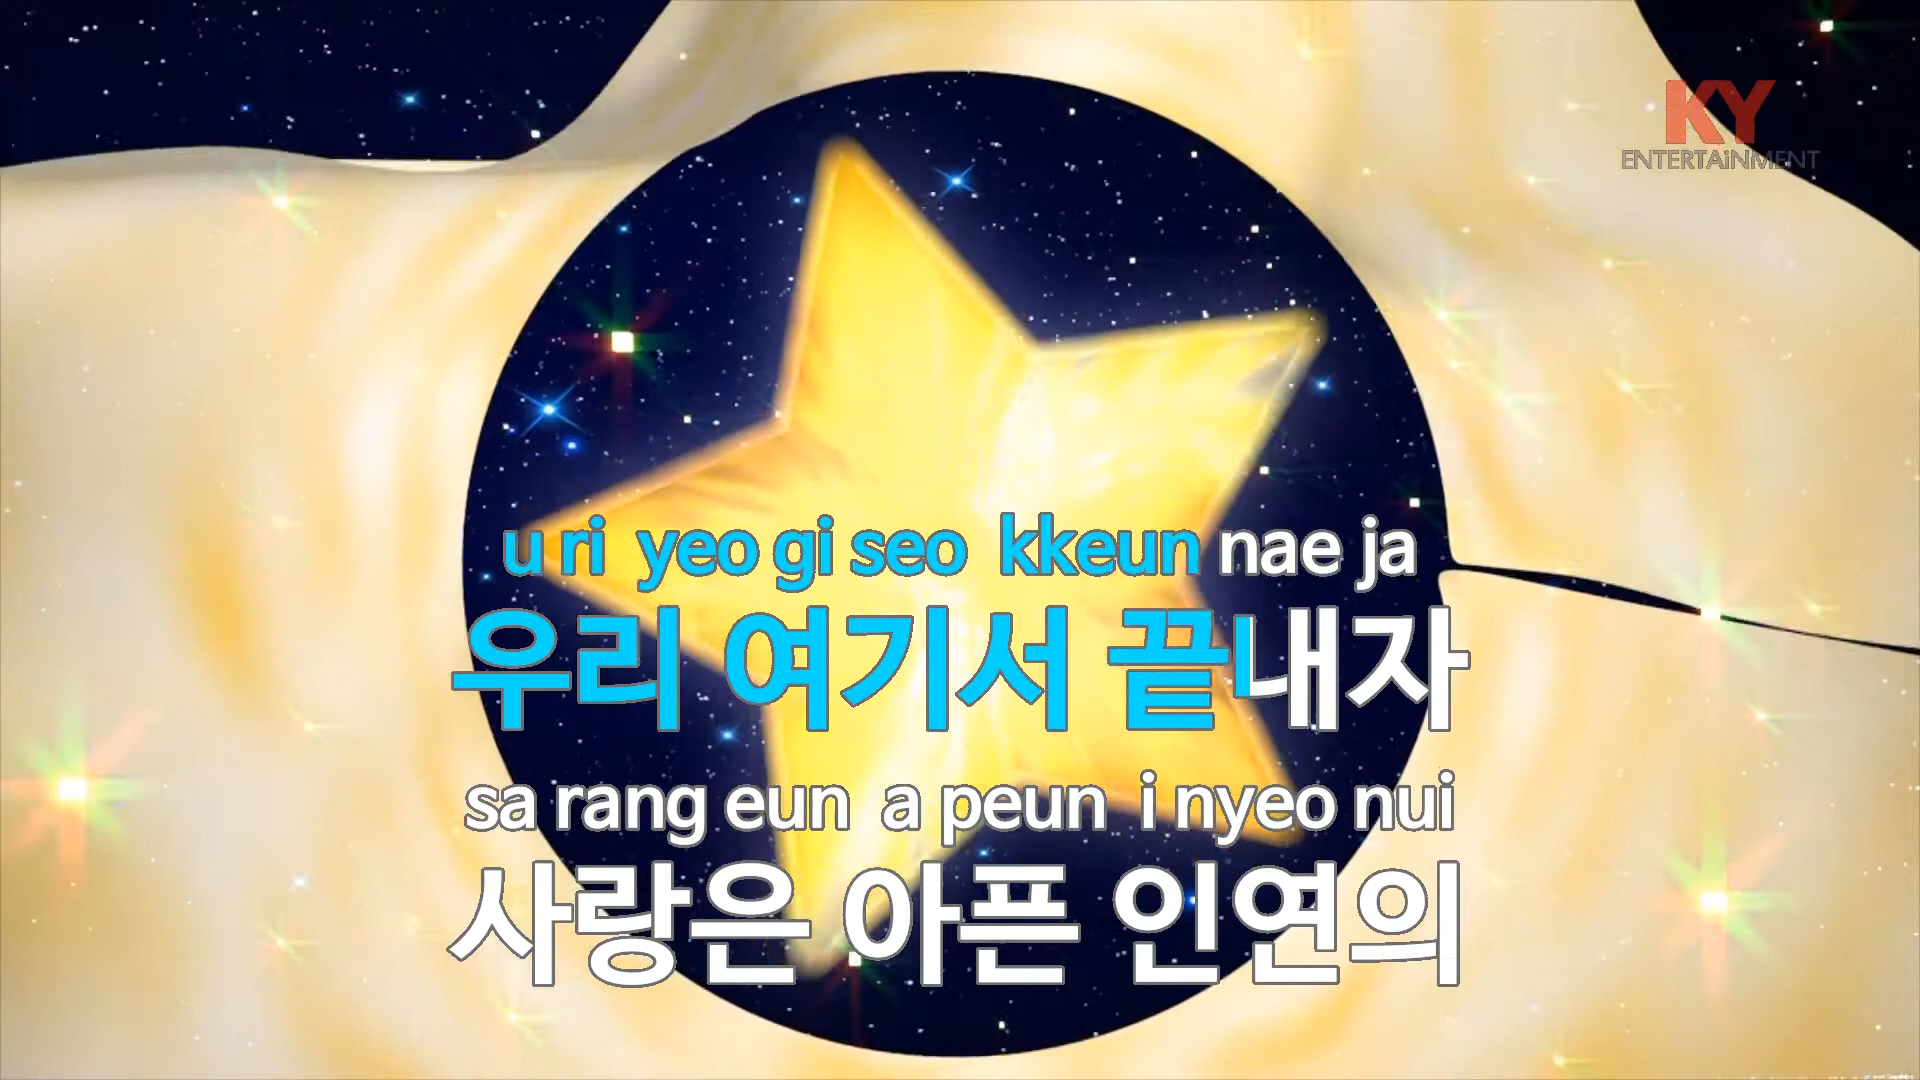 KY
ENTERTAiNMENT
u ri yeo gi seo kkeun nae ja
우리 여기서 끝내자
sa rang eun a peun i nyeo nui
사랑은 아픈 인연의